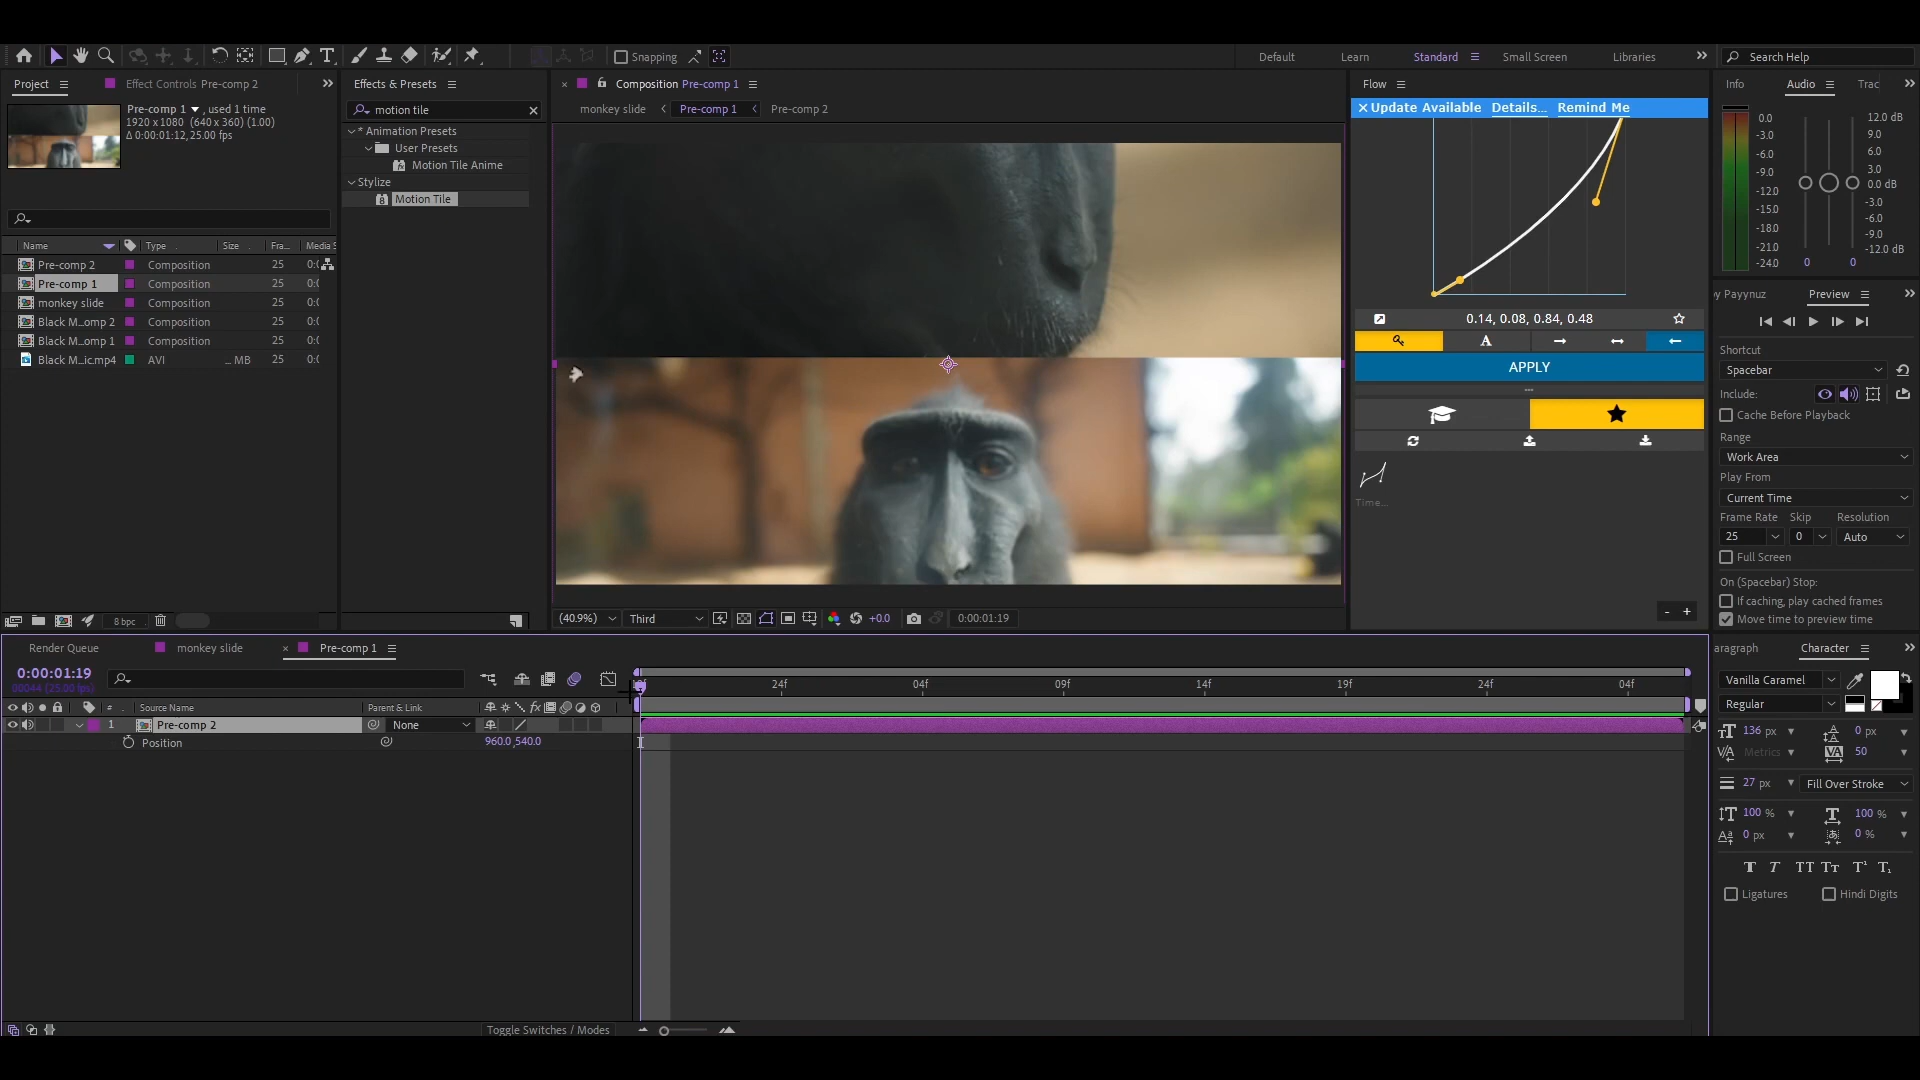 Snapping
Default
Learn
Standard
Small Screen
Libraries
Search Help
Project
Effect Controls Pre-comp 2
Effects & Presets
Composition Pre-comp 1
Flow
Info
Audio
Trac
Pre-comp 1 , used 1 time
1920 x 1080 (640 x 360) (1.00)
Δ 0:00:01:12, 25.00 fps
motion tile
* Animation Presets
User Presets
Motion Tile Anime
Stylize
Motion Tile
monkey slide
Pre-comp 1
Pre-comp 2
Update Available Details... Remind Me
0.14, 0.08, 0.84, 0.48
A
APPLY
Time...
0.0
-3.0
-6.0
-9.0
-12.0
-15.0
-18.0
-21.0
-24.0
12.0 dB
9.0
6.0
3.0
0.0 dB
-3.0
-6.0
-9.0
-12.0 dB
0
0
Name
Type
Size
Fra...
Media S
Pre-comp 2 Composition 25
Pre-comp 1 Composition 25
monkey slide Composition 25
Black M...omp 2 Composition 25
Black M...omp 1 Composition 25
Black M...ic.mp4 AVI ... MB 25
by Payynuz
Preview
Shortcut
Spacebar
Include:
Cache Before Playback
Range
Work Area
Play From
Current Time
Frame Rate Skip Resolution
25 0 Auto
Full Screen
On (Spacebar) Stop:
If caching, play cached frames
Move time to preview time
8 bpc
(40.9%)
Third
+0.0
0:00:01:19
- +
Render Queue
monkey slide
Pre-comp 1
0:00:01:19
00044 (25.00 fps)
24f
04f
09f
14f
19f
24f
04f
# Source Name
Parent & Link
fx
1 Pre-comp 2 None
Position 960.0,540.0
Toggle Switches / Modes
aragraph
Character
Vanilla Caramel
Regular
136 px
0 px
Metrics
50
27 px
Fill Over Stroke
100 %
100 %
0 px
0 %
T T TT TT T¹ T₁
Ligatures
Hindi Digits